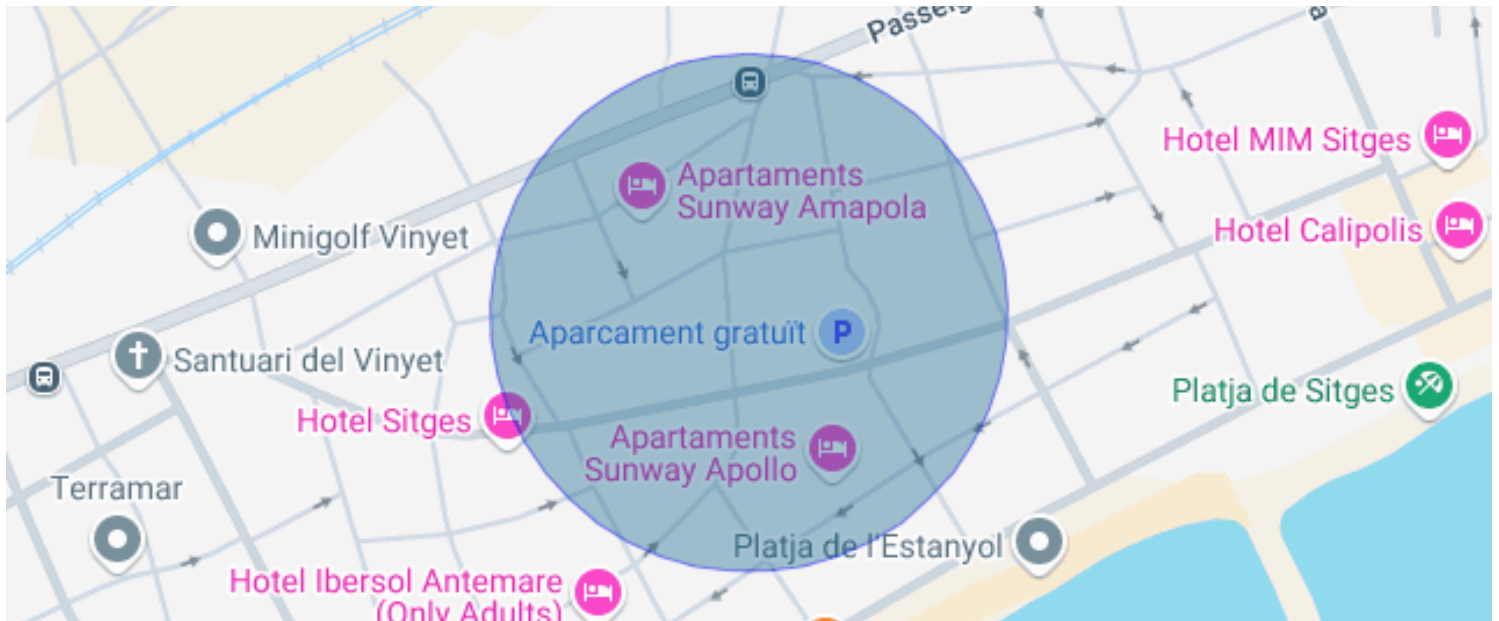 Passeig
a
Hotel MIM Sitges
Apartaments
Sunway Amapola
Hotel Calipolis
Minigolf Vinyet
Aparcament gratuït
P
Santuari del Vinyet
Platja de Sitges
Hotel Sitges
Apartaments
Sunway Apollo
Terramar
Platja de l'Estanyol
Hotel Ibersol Antemare
(Only Adults)